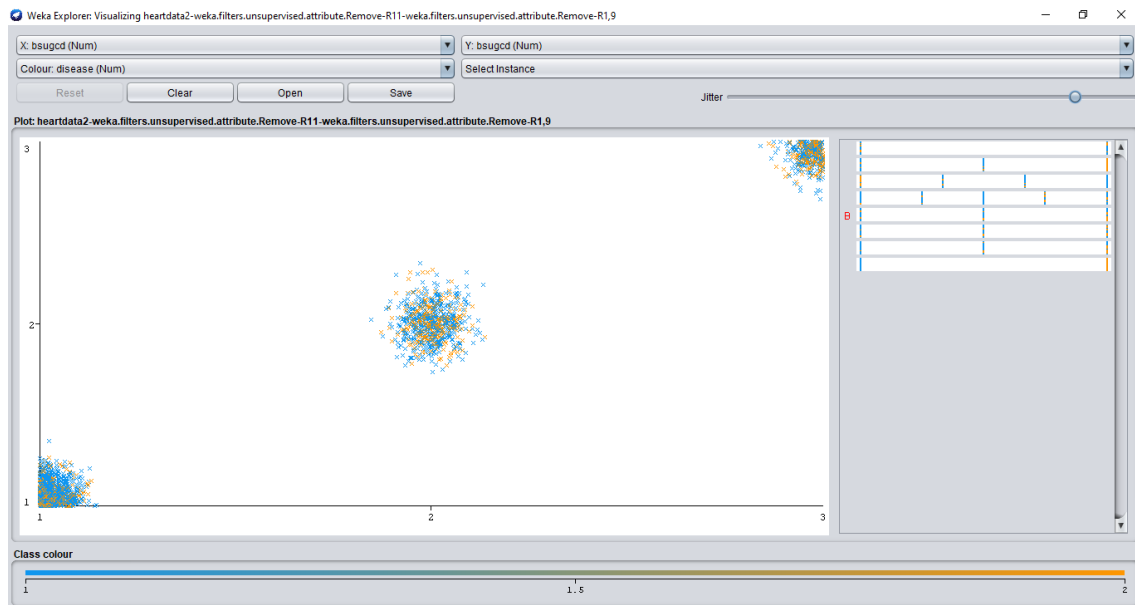 Weka Explorer: Visualizing heartdata2-weka.filters.unsupervised.attribute.Remove-R11-weka.filters.unsupervised.attribute.Remove-R1,9
X: bsugcd (Num) Y: bsugcd (Num)
Colour: disease (Num) Select Instance
Reset Clear Open Save Jitter
Plot: heartdata2-weka.filters.unsupervised.attribute.Remove-R11-weka.filters.unsupervised.attribute.Remove-R1,9
3
2
1
1 2 3
B
Class colour
1 1.5 2